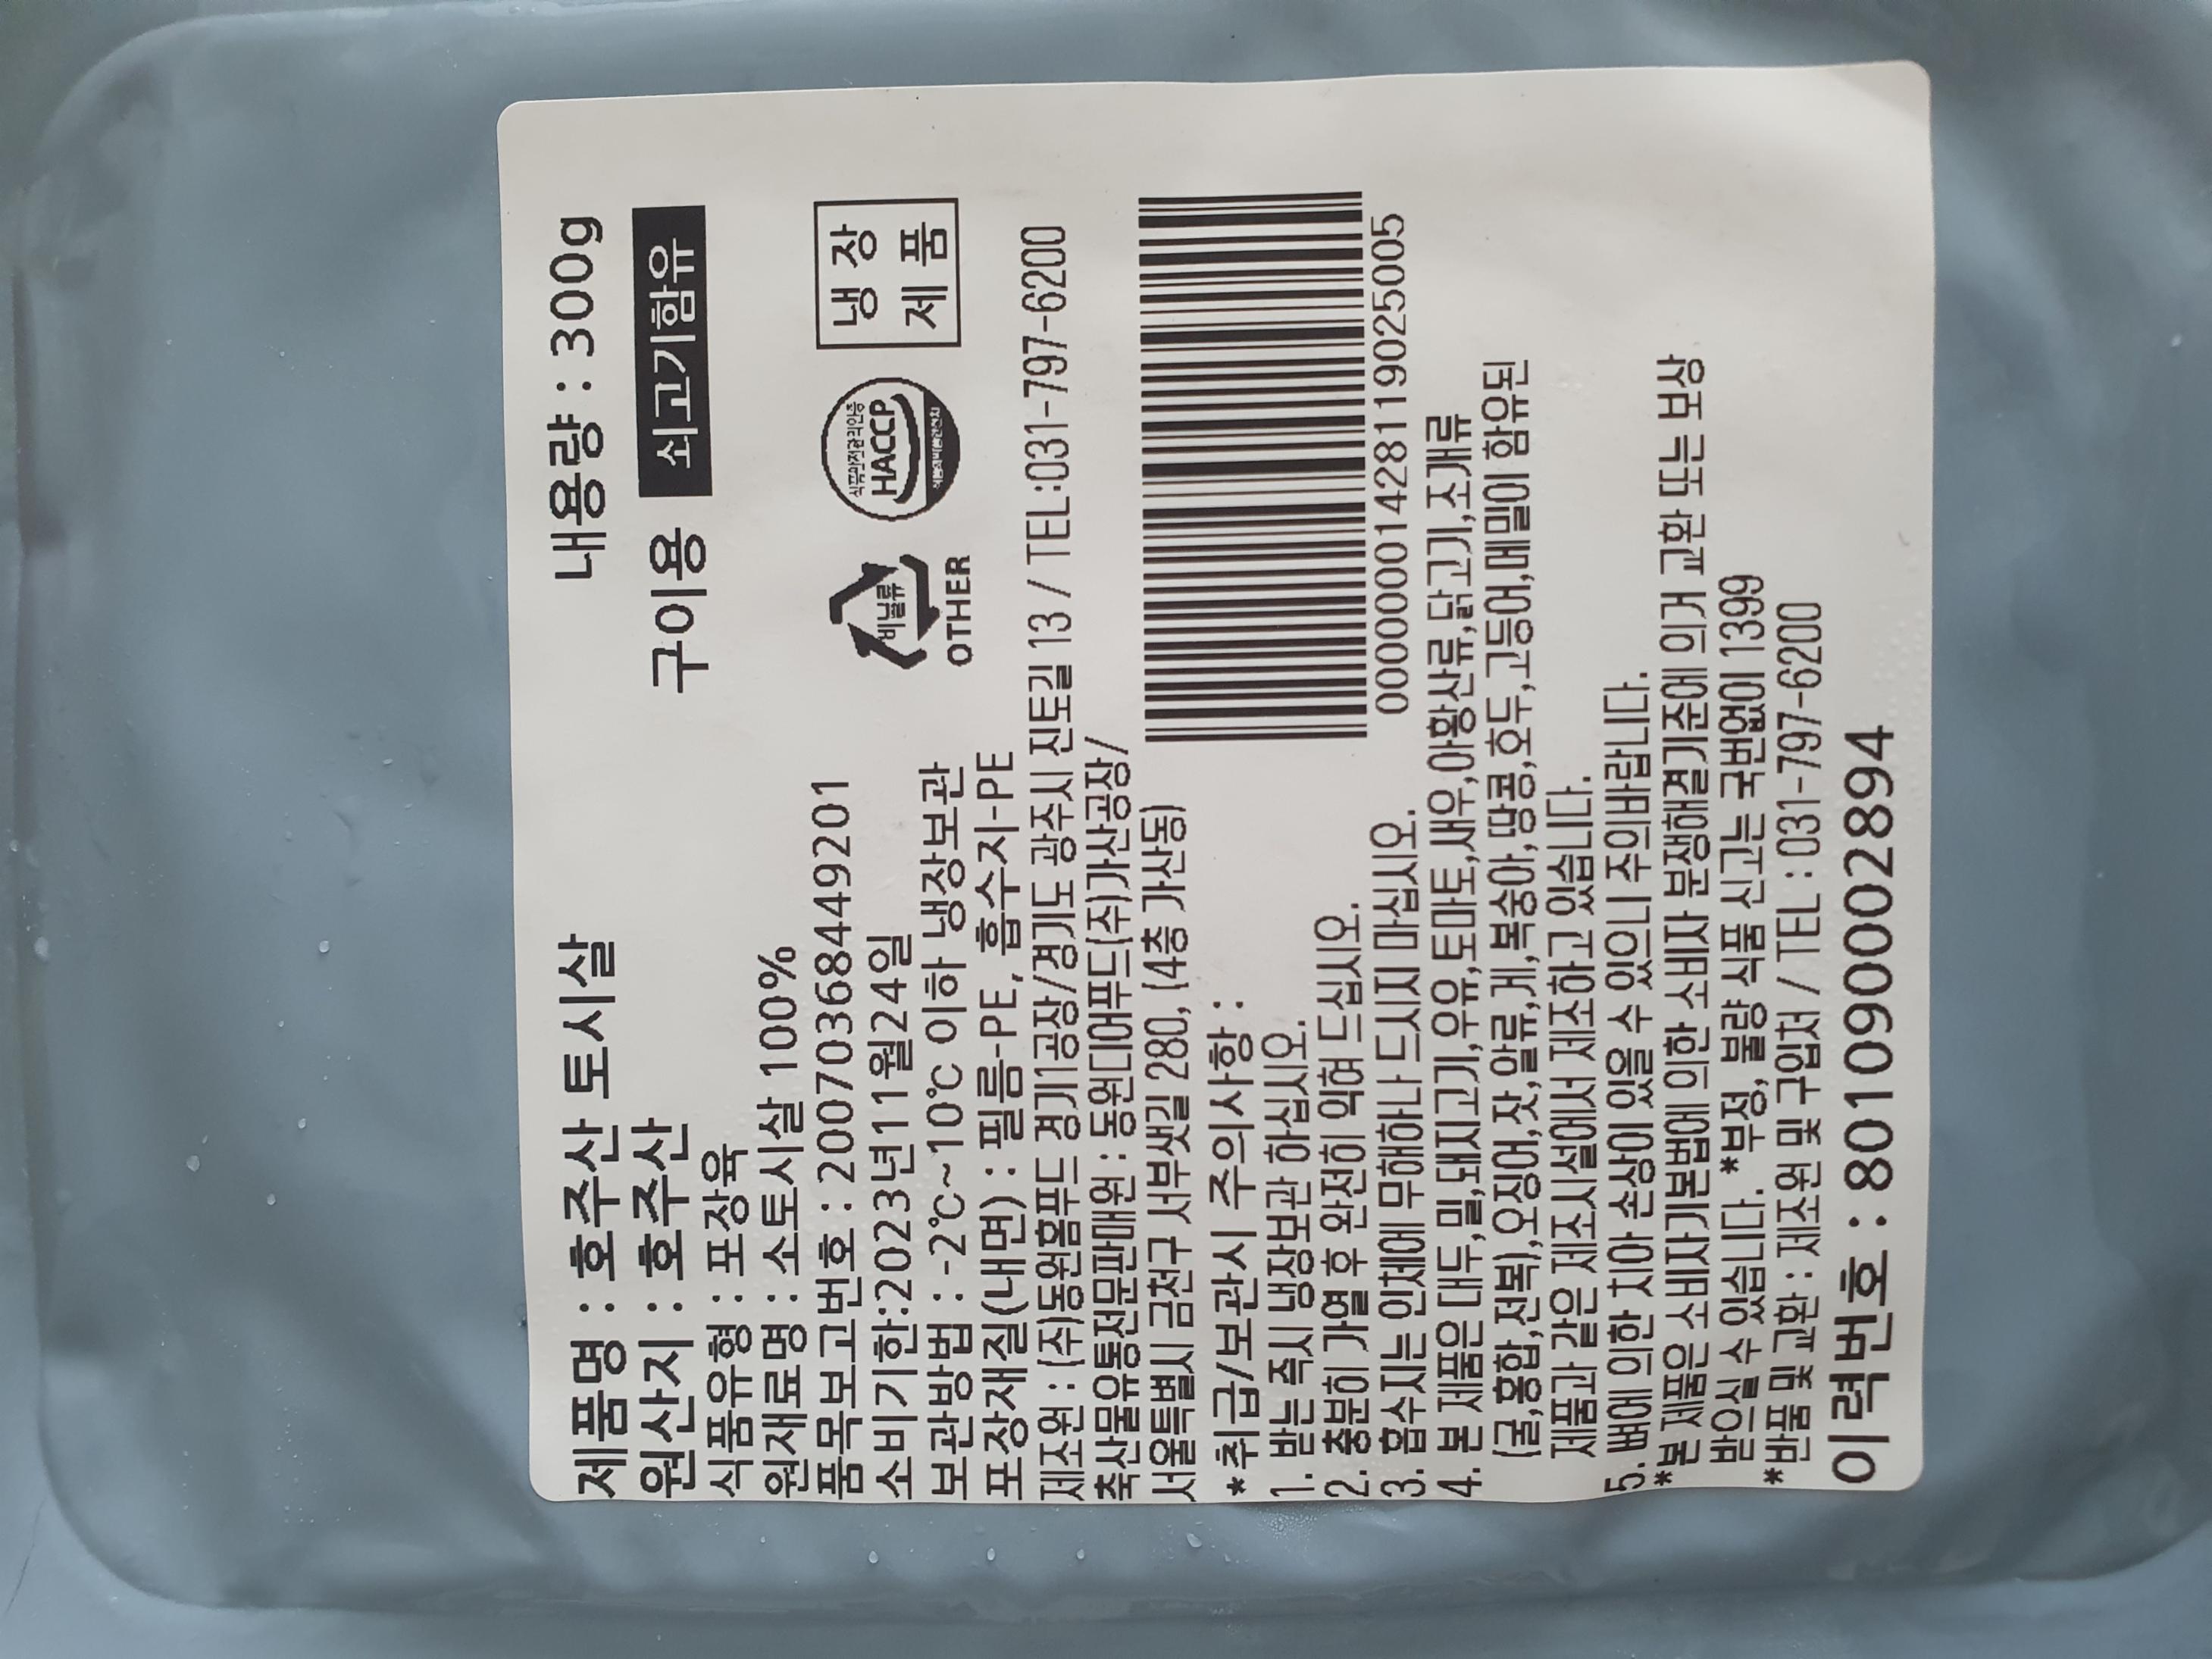 제품명 : 호주산 토시살 내용량 : 300g
원산지 : 호주산 구이용 쇠고기함유
식품유형 : 포장육
원재료명 : 소토시살 100%
품목보고번호 : 20070368449201
소비기한:2023년11월24일
보관방법 : -2℃~10℃ 이하 냉장보관
포장재질(내면) : 필름-PE, 흡수지-PE
비닐류
OTHER
식품안전관리인증
HACCP
냉 장
제 품
제조원 : (주)동원홈푸드 경기1공장/경기도 광주시 진토길 13 / TEL:031-797-6200
축산물유통전문판매원 : 동원디어푸드(주)가산공장/
서울특별시 금천구 서부샛길 280, (4층 가산동)
00000001428119025005
*취급/보관시 주의사항 :
1. 받는 즉시 냉장보관 하십시오.
2. 충분히 가열 후 완전히 익혀 드십시오.
3. 흡수지는 인체에 무해하나 드시지 마십시오.
4. 본 제품은 대두,밀,돼지고기,우유,토마토,새우,아황산류,닭고기,조개류
(굴,홍합,전복),오징어,잣,알류,게,복숭아,땅콩,호두,고등어,메밀이 함유된
제품과 같은 제조시설에서 제조하고 있습니다.
5. 뼈에 의한 치아 손상이 있을 수 있으니 주의바랍니다.
*본 제품은 소비자기본법에 의한 소비자 분쟁해결기준에 의거 교환 또는 보상
받으실 수 있습니다. *부정, 불량 식품 신고는 국번없이 1399
*반품 및 교환 : 제조원 및 구입처 / TEL : 031-797-6200
이력번호 : 801090002894